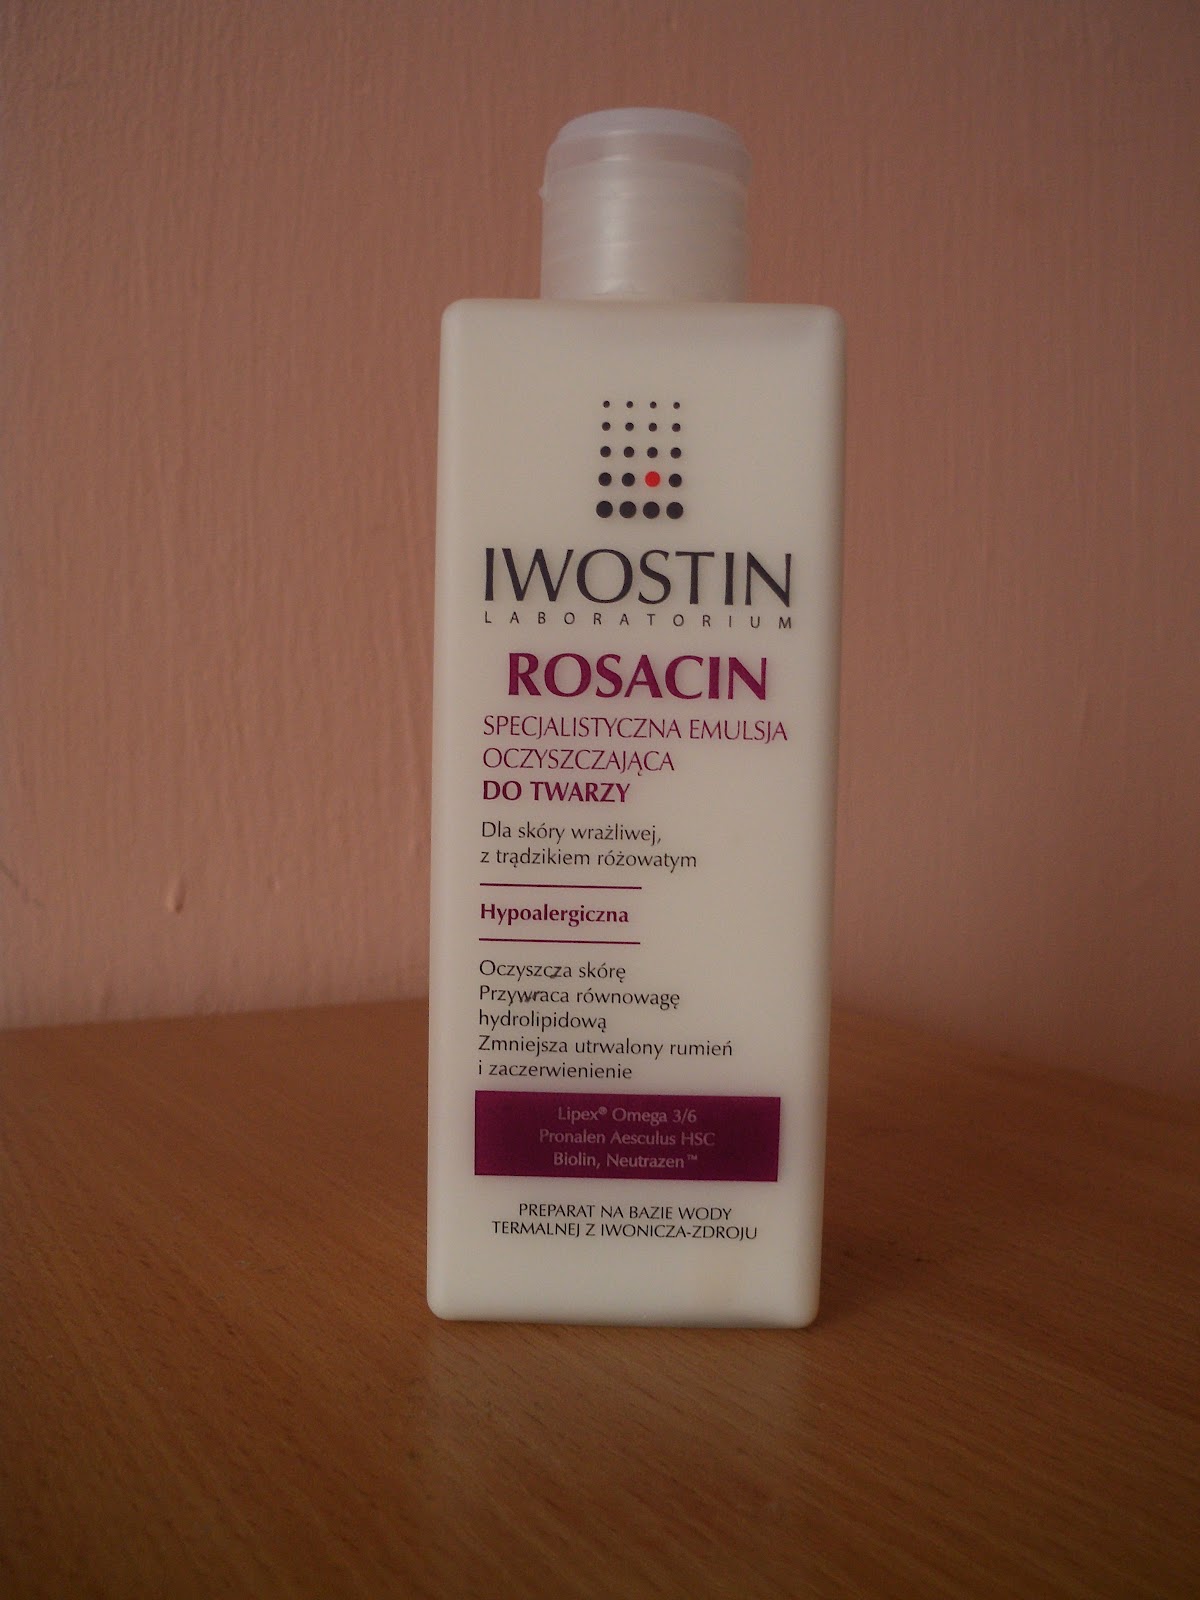 IWOSTIN
LABORATORIUM
ROSACIN
SPECJALISTYCZNA EMULSJA
OCZYSZCZAJĄCA
DO TWARZY
Dla skóry wrażliwej,
z trądzikiem różowatym
Hypoalergiczna
Oczyszcza skórę
Przywraca równowagę
hydrolipidową
Zmniejsza utrwalony rumień
i zaczerwienienie
Lipex® Omega 3/6
Pronalen Aesculus HSC
Biolin, Neutrazen™
PREPARAT NA BAZIE WODY
TERMALNEJ Z IWONICZA-ZDROJU